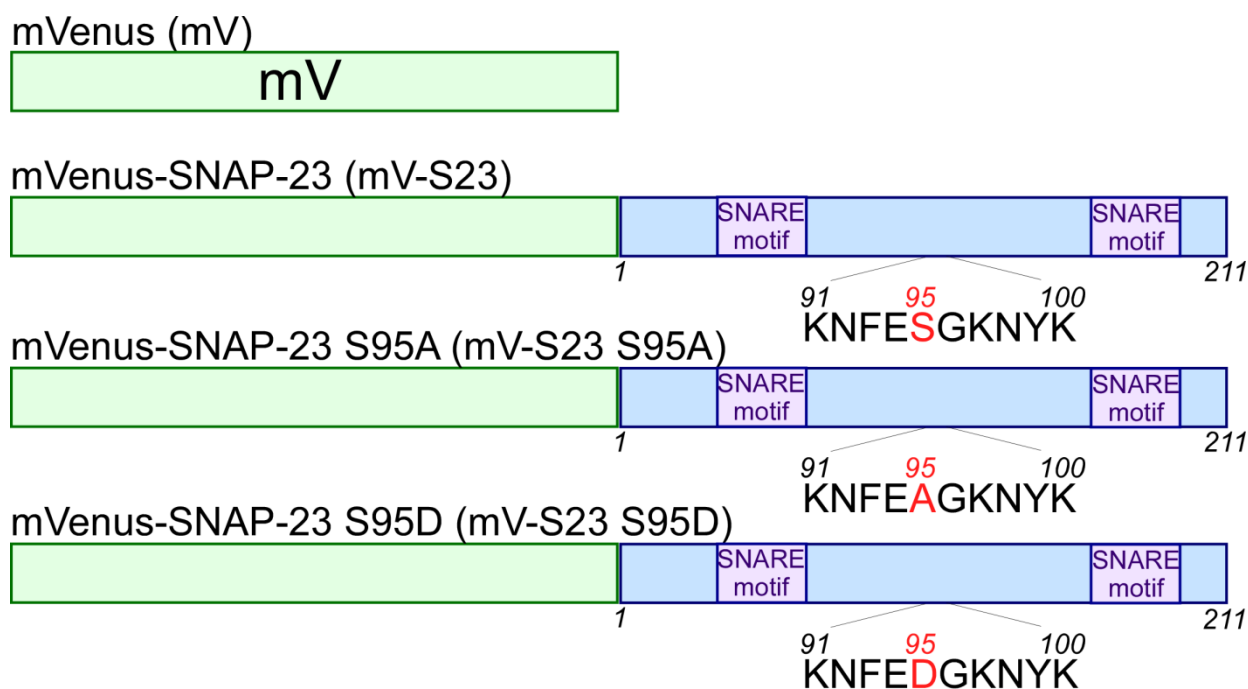 mVenus (mV)
mV
mVenus-SNAP-23 (mV-S23)
SNARE motif
SNARE motif
1
211
91
95
100
KNFESGKNYK
mVenus-SNAP-23 S95A (mV-S23 S95A)
SNARE motif
SNARE motif
1
211
91
95
100
KNFEAGKNYK
mVenus-SNAP-23 S95D (mV-S23 S95D)
SNARE motif
SNARE motif
1
211
91
95
100
KNFEDGKNYK